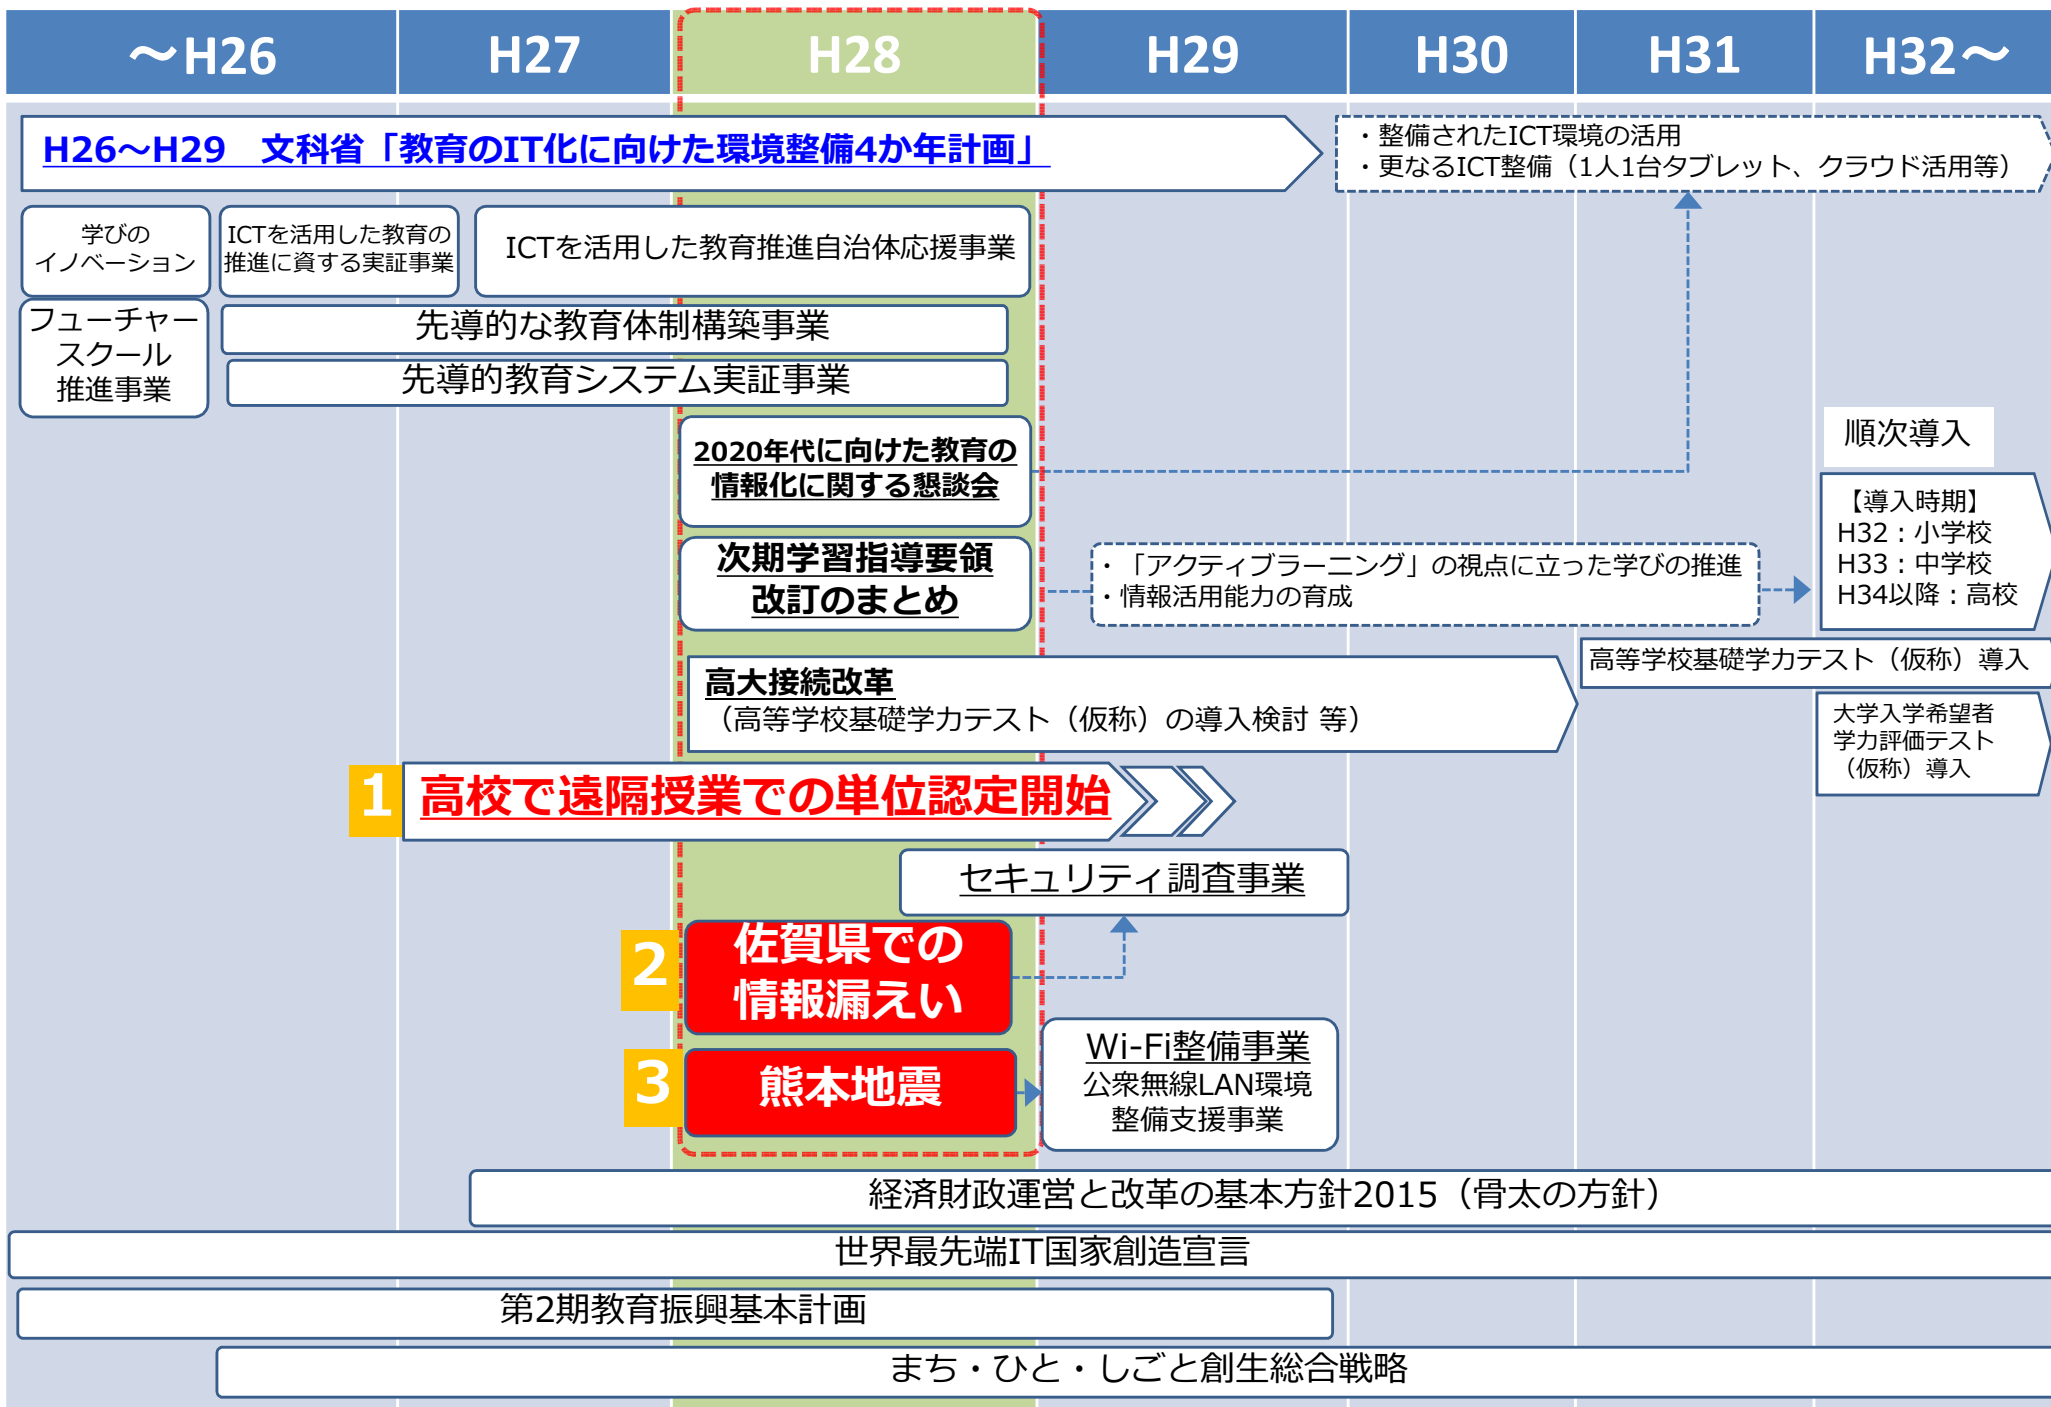 ～H26
H27
H28
H29
H30
H31
H32～
H26～H29　文科省「教育のIT化に向けた環境整備4か年計画」
・整備されたICT環境の活用
・更なるICT整備（1人1台タブレット、クラウド活用等）
学びの
イノベーション
ICTを活用した教育の
推進に資する実証事業
ICTを活用した教育推進自治体応援事業
フューチャー
スクール
推進事業
先導的な教育体制構築事業
先導的教育システム実証事業
2020年代に向けた教育の
情報化に関する懇談会
順次導入
【導入時期】
H32：小学校
H33：中学校
H34以降：高校
次期学習指導要領
改訂のまとめ
・「アクティブラーニング」の視点に立った学びの推進
・情報活用能力の育成
高大接続改革
（高等学校基礎学力テスト（仮称）の導入検討 等）
高等学校基礎学力テスト（仮称）導入
大学入学希望者
学力評価テスト
（仮称）導入
1
高校で遠隔授業での単位認定開始
セキュリティ調査事業
2
佐賀県での
情報漏えい
3
熊本地震
Wi-Fi整備事業
公衆無線LAN環境
整備支援事業
経済財政運営と改革の基本方針2015（骨太の方針）
世界最先端IT国家創造宣言
第2期教育振興基本計画
まち・ひと・しごと創生総合戦略